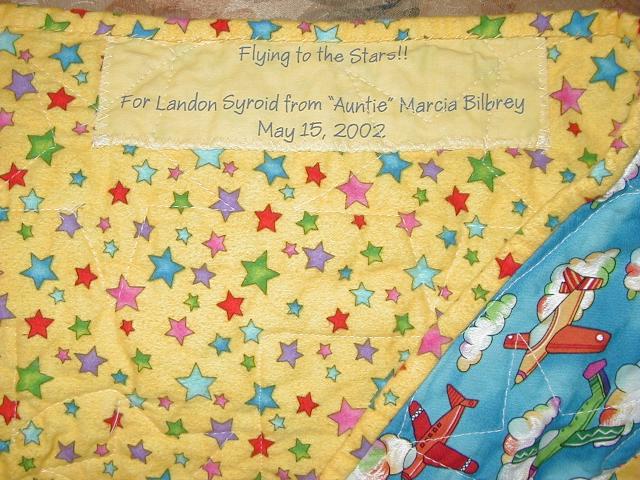 Flying to the Stars!!
For Landon Syroid from "Auntie" Marcia Bilbrey
May 15, 2002